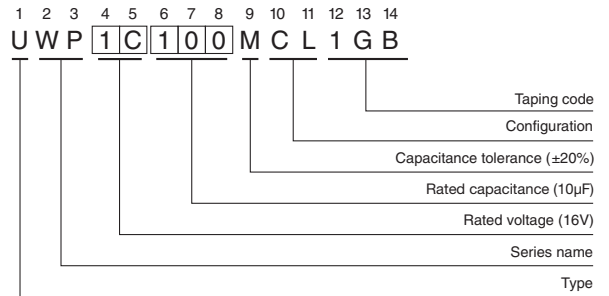 1 2 3 4 5 6 7 8 9 10 11 12 13 14
U W P 1 C 1 0 0 M C L 1 G B
Taping code
Configuration
Capacitance tolerance (±20%)
Rated capacitance (10µF)
Rated voltage (16V)
Series name
Type